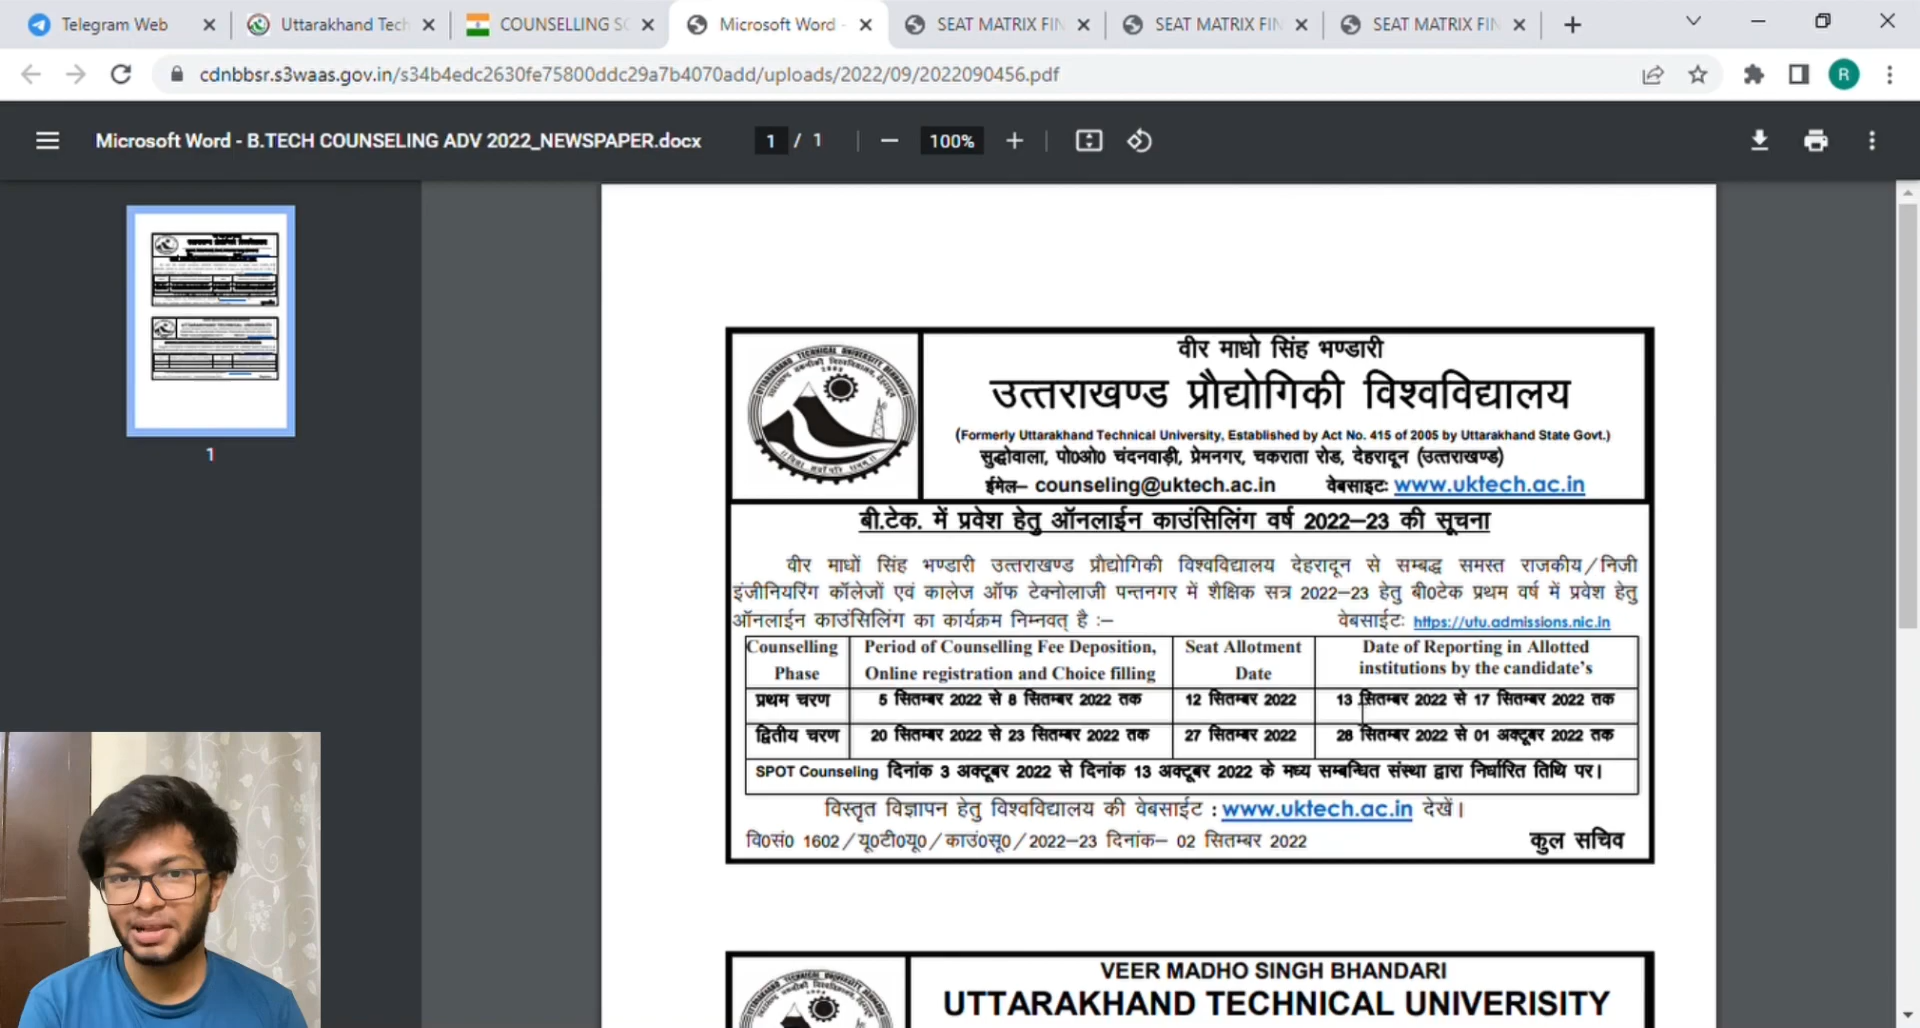 Telegram Web
Uttarakhand Tech
COUNSELLING SC
Microsoft Word -
SEAT MATRIX FIN
SEAT MATRIX FIN
SEAT MATRIX FIN
cdnbbsr.s3waas.gov.in/s34b4edc2630fe75800ddc29a7b4070add/uploads/2022/09/2022090456.pdf
R
Microsoft Word - B.TECH COUNSELING ADV 2022_NEWSPAPER.docx
1 / 1
100%
1
वीर माधो सिंह भण्डारी
उत्तराखण्ड प्रौद्योगिकी विश्वविद्यालय
(Formerly Uttarakhand Technical University, Established by Act No. 415 of 2005 by Uttarakhand State Govt.)
सुद्धोवाला, पो0ओ0 चंदनवाड़ी, प्रेमनगर, चकराता रोड, देहरादून (उत्तराखण्ड)
ईमेल– counseling@uktech.ac.in वेबसाइटः www.uktech.ac.in
बी.टेक. में प्रवेश हेतु ऑनलाईन काउंसिलिंग वर्ष 2022–23 की सूचना
वीर माधों सिंह भण्डारी उत्तराखण्ड प्रौद्योगिकी विश्वविद्यालय देहरादून से सम्बद्ध समस्त राजकीय/निजी
इंजीनियरिंग कॉलेजों एवं कालेज ऑफ टेक्नोलाजी पन्तनगर में शैक्षिक सत्र 2022–23 हेतु बी0टेक प्रथम वर्ष में प्रवेश हेतु
ऑनलाईन काउंसिलिंग का कार्यक्रम निम्नवत् है :– वेबसाईटः https://utu.admissions.nic.in
Counselling Phase
Period of Counselling Fee Deposition, Online registration and Choice filling
Seat Allotment Date
Date of Reporting in Allotted institutions by the candidate's
प्रथम चरण 5 सितम्बर 2022 से 8 सितम्बर 2022 तक 12 सितम्बर 2022 13 सितम्बर 2022 से 17 सितम्बर 2022 तक
द्वितीय चरण 20 सितम्बर 2022 से 23 सितम्बर 2022 तक 27 सितम्बर 2022 28 सितम्बर 2022 से 01 अक्टूबर 2022 तक
SPOT Counseling दिनांक 3 अक्टूबर 2022 से दिनांक 13 अक्टूबर 2022 के मध्य सम्बन्धित संस्था द्वारा निर्धारित तिथि पर।
विस्तृत विज्ञापन हेतु विश्वविद्यालय की वेबसाईट : www.uktech.ac.in देखें।
वि0सं0 1602/यू0टी0यू0/काउं0सू0/2022–23 दिनांक– 02 सितम्बर 2022 कुल सचिव
VEER MADHO SINGH BHANDARI
UTTARAKHAND TECHNICAL UNIVERISITY